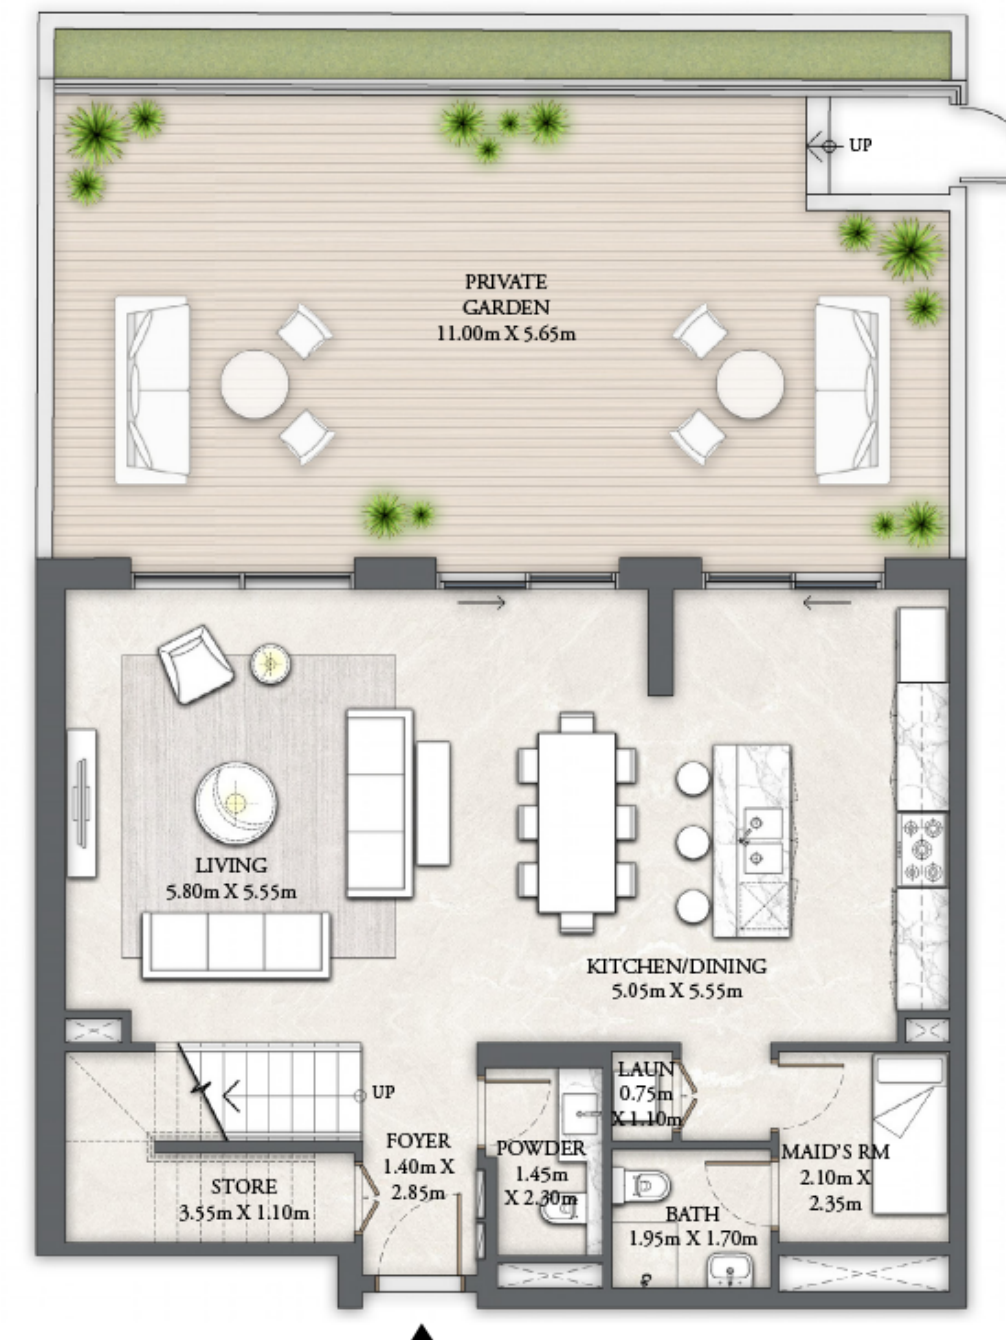 UP
PRIVATE
GARDEN
11.00m X 5.65m
LIVING
5.80m X 5.55m
KITCHEN/DINING
5.05m X 5.55m
UP
FOYER
1.40m X
2.85m
STORE
3.55m X 1.10m
POWDER
1.45m
X 2.30m
LAUN
0.75m
X 1.10m
MAID'S RM
2.10m X
2.35m
BATH
1.95m X 1.70m